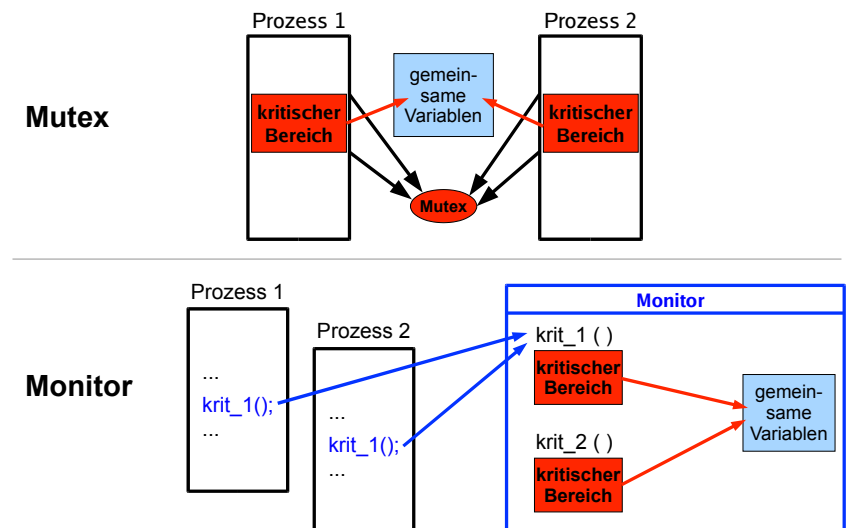 Prozess 1
Prozess 2
Mutex
kritischer
Bereich
gemein-
same
Variablen
kritischer
Bereich
Mutex
Monitor
Prozess 1
...
krit_1();
...
Prozess 2
...
krit_1();
...
Monitor
krit_1 ( )
kritischer
Bereich
krit_2 ( )
kritischer
Bereich
gemein-
same
Variablen